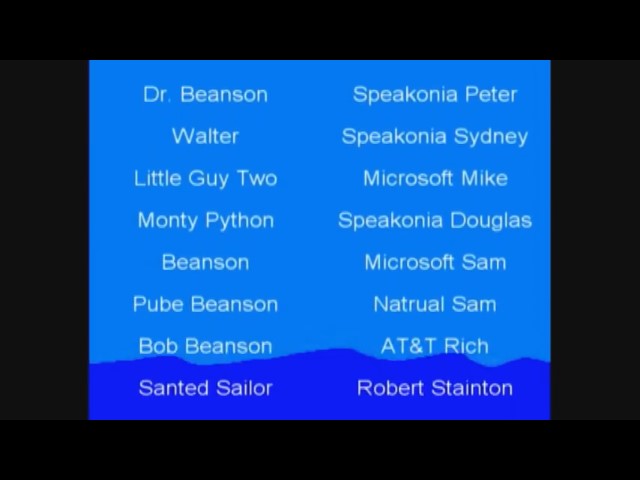 Dr. Beanson Speakonia Peter
Walter Speakonia Sydney
Little Guy Two Microsoft Mike
Monty Python Speakonia Douglas
Beanson Microsoft Sam
Pube Beanson Natrual Sam
Bob Beanson AT&T Rich
Santed Sailor Robert Stainton